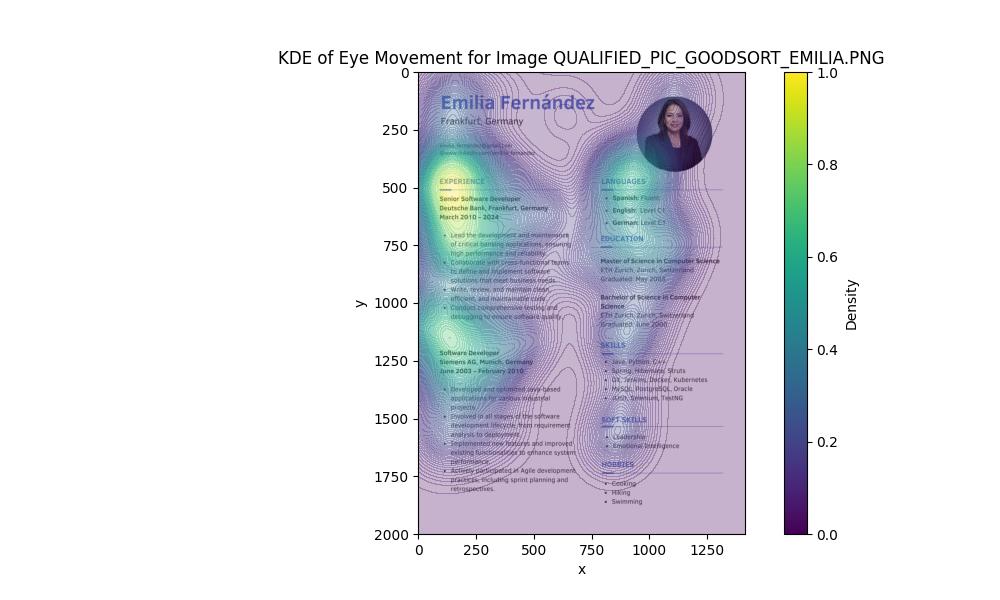 KDE of Eye Movement for Image QUALIFIED_PIC_GOODSORT_EMILIA.PNG
0
250
500
750
1000
1250
1500
1750
2000
y
0
250
500
750
1000
1250
x
Emilia Fernández
Frankfurt, Germany
EXPERIENCE
Senior Software Developer
Deutsche Bank, Frankfurt, Germany
March 2010 – 2024
• Lead the development and maintenance
of critical banking applications, ensuring
high performance and reliability.
• Collaborate with cross-functional teams
to define and implement software
solutions that meet business needs.
• Write, review, and maintain clean,
efficient, and maintainable code.
• Conduct comprehensive testing and
debugging to ensure software quality.
Software Developer
Siemens AG, Munich, Germany
June 2003 – February 2010
• Developed and optimized Java-based
applications for various industrial
projects.
• Involved in all stages of the software
development lifecycle, from requirement
analysis to deployment.
• Implemented new features and improved
existing functionalities to enhance system
performance.
• Actively participated in Agile development
practices, including sprint planning and
retrospectives.
LANGUAGES
• Spanish: Fluent
• English: Level C1
• German: Level C1
EDUCATION
Master of Science in Computer Science
ETH Zurich, Zurich, Switzerland
Graduated: May 2003
Bachelor of Science in Computer
Science
ETH Zurich, Zurich, Switzerland
Graduated: June 2000
SKILLS
• Java, Python, C++
• Spring, Hibernate, Struts
• Git, Jenkins, Docker, Kubernetes
• MySQL, PostgreSQL, Oracle
• JUnit, Selenium, TestNG
SOFT SKILLS
• Leadership
• Emotional Intelligence
HOBBIES
• Cooking
• Hiking
• Swimming
1.0
0.8
0.6
0.4
0.2
0.0
Density